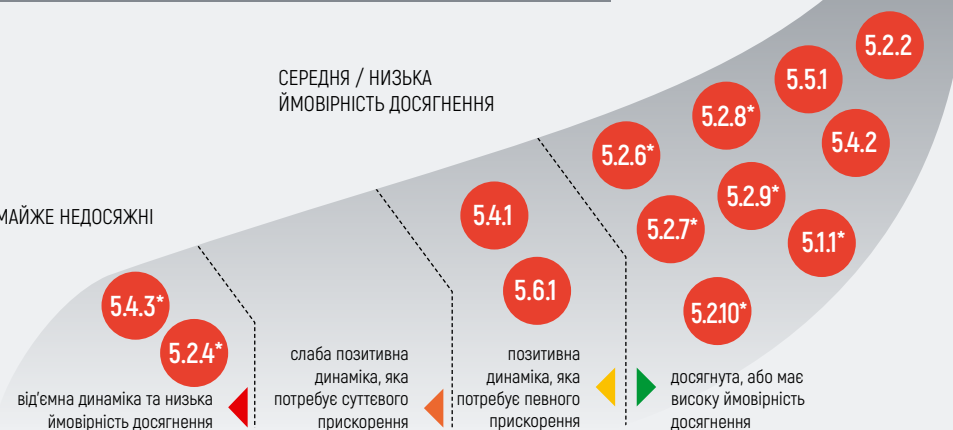 СЕРЕДНЯ / НИЗЬКА
ЙМОВІРНІСТЬ ДОСЯГНЕННЯ
МАЙЖЕ НЕДОСЯЖНІ
5.2.2
5.5.1
5.2.8*
5.4.2
5.2.6*
5.2.9*
5.4.1
5.2.7*
5.1.1*
5.6.1
5.2.10*
5.4.3*
5.2.4*
від'ємна динаміка та низька
ймовірність досягнення
слаба позитивна
динаміка, яка
потребує суттєвого
прискорення
позитивна
динаміка, яка
потребує певного
прискорення
досягнута, або має
високу ймовірність
досягнення